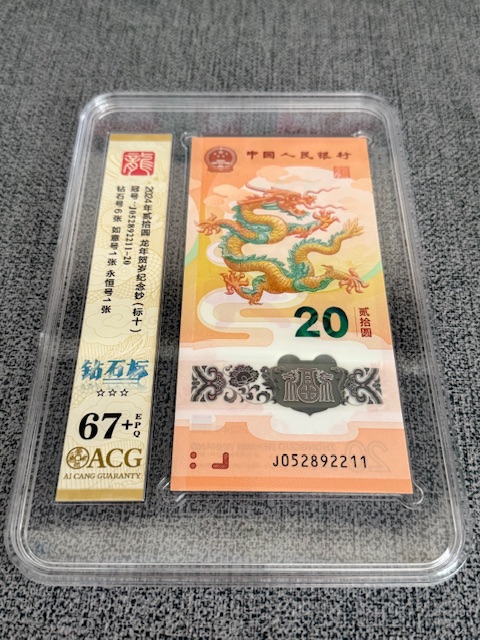 龍
2024年贰拾圆 龙年贺岁纪念钞（标十）
冠号：J052892211-20
钻石号6张 如意号1张 永恒号1张
钻石标
☆☆☆
67+ EPQ
ACG
AI CANG GUARANTY
中国人民银行
20
贰拾圆
福
J052892211